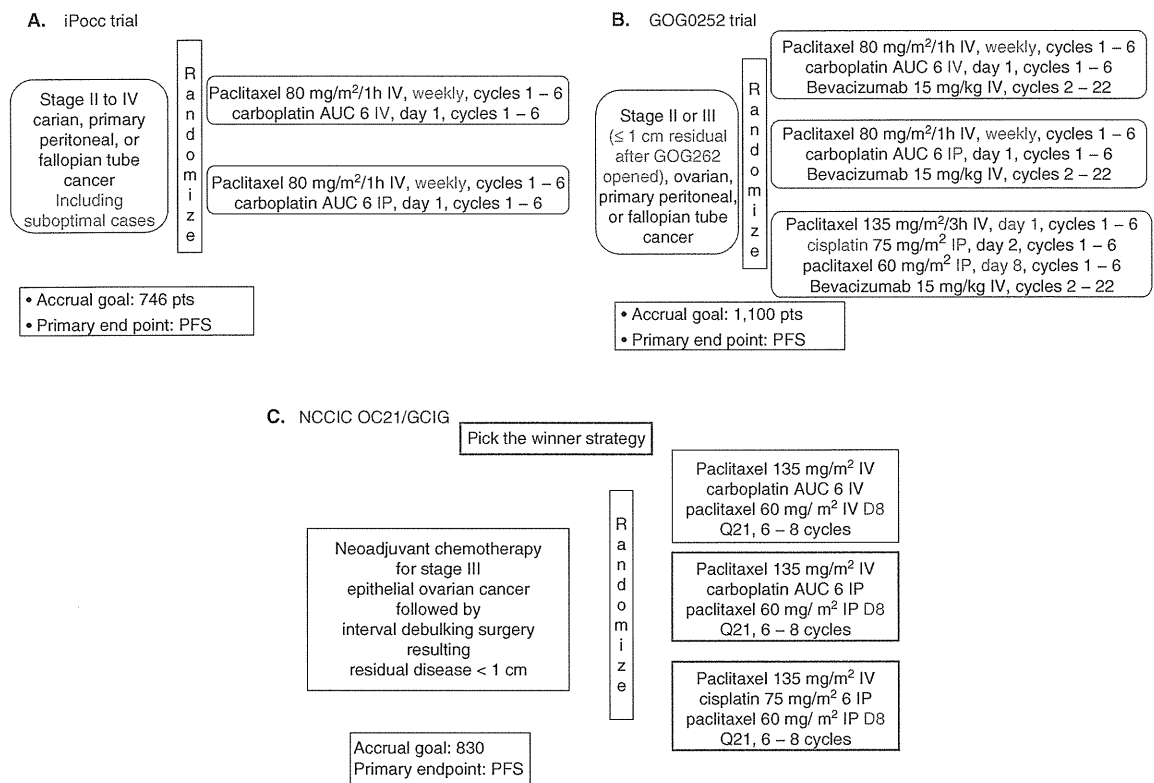 A. iPocc trial
Stage II to IV
carian, primary
peritoneal, or
fallopian tube
cancer
Including
suboptimal cases
Randomize
Paclitaxel 80 mg/m²/1h IV, weekly, cycles 1 – 6
carboplatin AUC 6 IV, day 1, cycles 1 – 6
Paclitaxel 80 mg/m²/1h IV, weekly, cycles 1 – 6
carboplatin AUC 6 IP, day 1, cycles 1 – 6
• Accrual goal: 746 pts
• Primary end point: PFS
B. GOG0252 trial
Stage II or III
(≤ 1 cm residual
after GOG262
opened), ovarian,
primary peritoneal,
or fallopian tube
cancer
Randomize
Paclitaxel 80 mg/m²/1h IV, weekly, cycles 1 – 6
carboplatin AUC 6 IV, day 1, cycles 1 – 6
Bevacizumab 15 mg/kg IV, cycles 2 – 22
Paclitaxel 80 mg/m²/1h IV, weekly, cycles 1 – 6
carboplatin AUC 6 IP, day 1, cycles 1 – 6
Bevacizumab 15 mg/kg IV, cycles 2 – 22
Paclitaxel 135 mg/m²/3h IV, day 1, cycles 1 – 6
cisplatin 75 mg/m² IP, day 2, cycles 1 – 6
paclitaxel 60 mg/m² IP, day 8, cycles 1 – 6
Bevacizumab 15 mg/kg IV, cycles 2 – 22
• Accrual goal: 1,100 pts
• Primary end point: PFS
C. NCCIC OC21/GCIG
Pick the winner strategy
Neoadjuvant chemotherapy
for stage III
epithelial ovarian cancer
followed by
interval debulking surgery
resulting
residual disease < 1 cm
Randomize
Paclitaxel 135 mg/m² IV
carboplatin AUC 6 IV
paclitaxel 60 mg/ m² IV D8
Q21, 6 – 8 cycles
Paclitaxel 135 mg/m² IV
carboplatin AUC 6 IP
paclitaxel 60 mg/ m² IP D8
Q21, 6 – 8 cycles
Paclitaxel 135 mg/m² IV
cisplatin 75 mg/m² 6 IP
paclitaxel 60 mg/ m² IP D8
Q21, 6 – 8 cycles
Accrual goal: 830
Primary endpoint: PFS